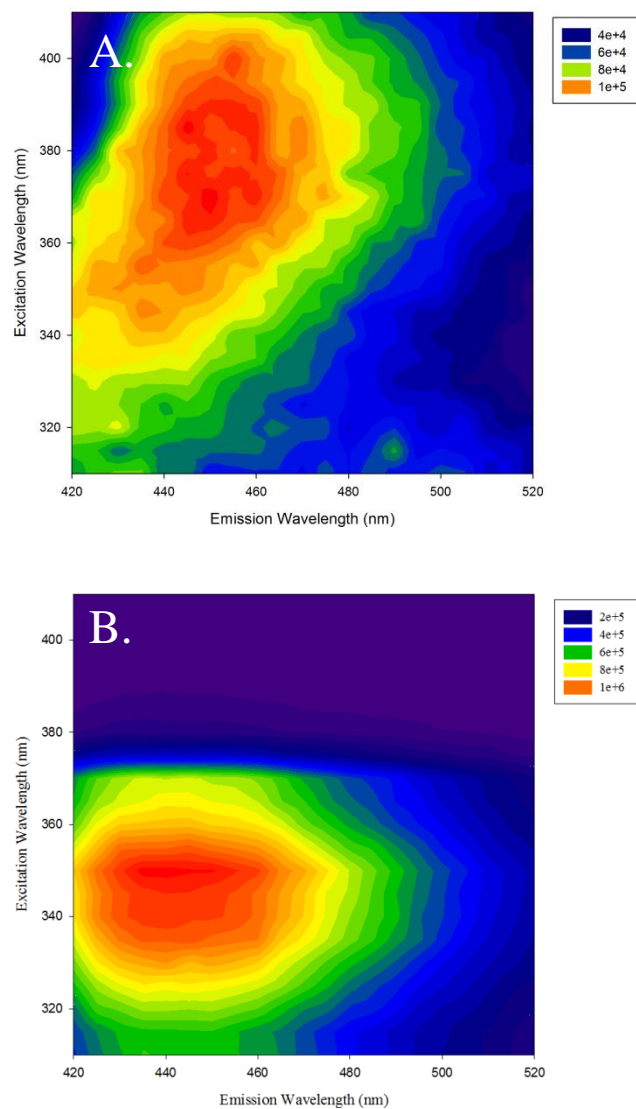 A.
4e+4
6e+4
8e+4
1e+5
400
380
360
340
320
420 440 460 480 500 520
Excitation Wavelength (nm)
Emission Wavelength (nm)
B.
2e+5
4e+5
6e+5
8e+5
1e+6
400
380
360
340
320
420 440 460 480 500 520
Excitation Wavelength (nm)
Emission Wavelength (nm)